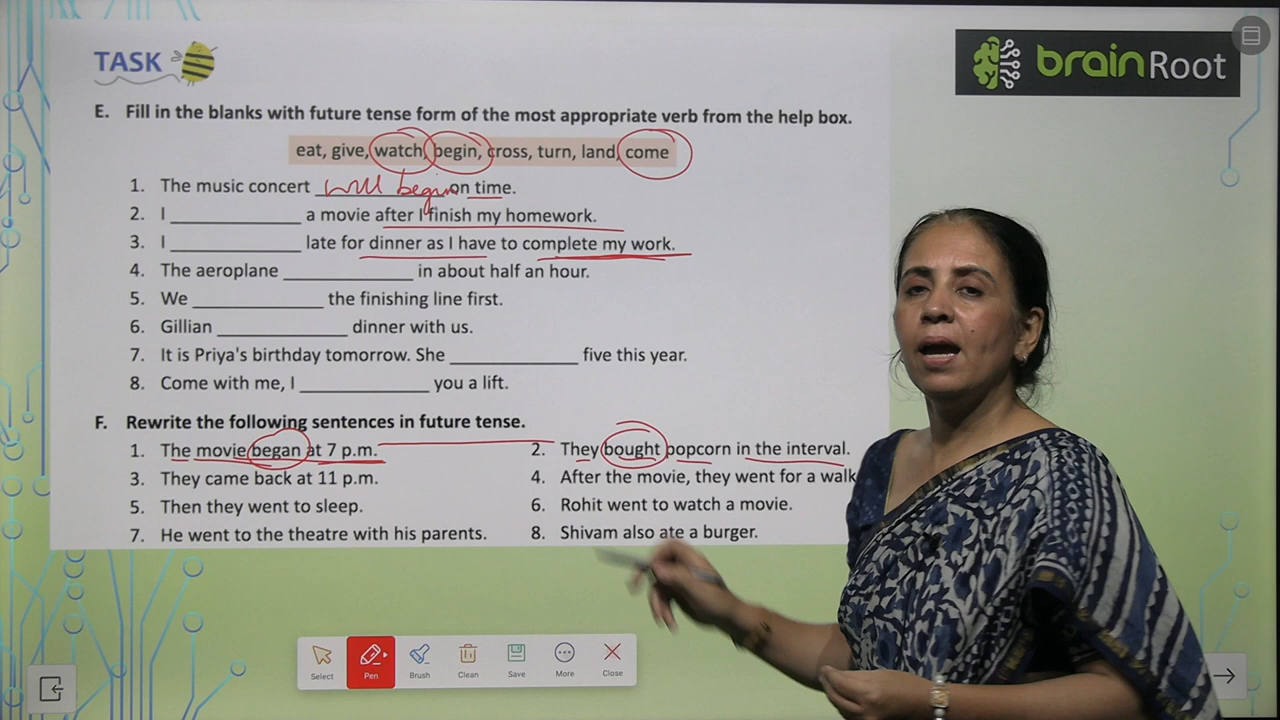 TASK
brainRoot
E. Fill in the blanks with future tense form of the most appropriate verb from the help box.
eat, give, watch, begin, cross, turn, land, come
1. The music concert will begin on time.
2. I ____________ a movie after I finish my homework.
3. I ____________ late for dinner as I have to complete my work.
4. The aeroplane ____________ in about half an hour.
5. We ____________ the finishing line first.
6. Gillian ____________ dinner with us.
7. It is Priya's birthday tomorrow. She ____________ five this year.
8. Come with me, I ____________ you a lift.
F. Rewrite the following sentences in future tense.
1. The movie began at 7 p.m. 2. They bought popcorn in the interval.
3. They came back at 11 p.m. 4. After the movie, they went for a walk
5. Then they went to sleep. 6. Rohit went to watch a movie.
7. He went to the theatre with his parents. 8. Shivam also ate a burger.
Select Pen Brush Clean Save More Close